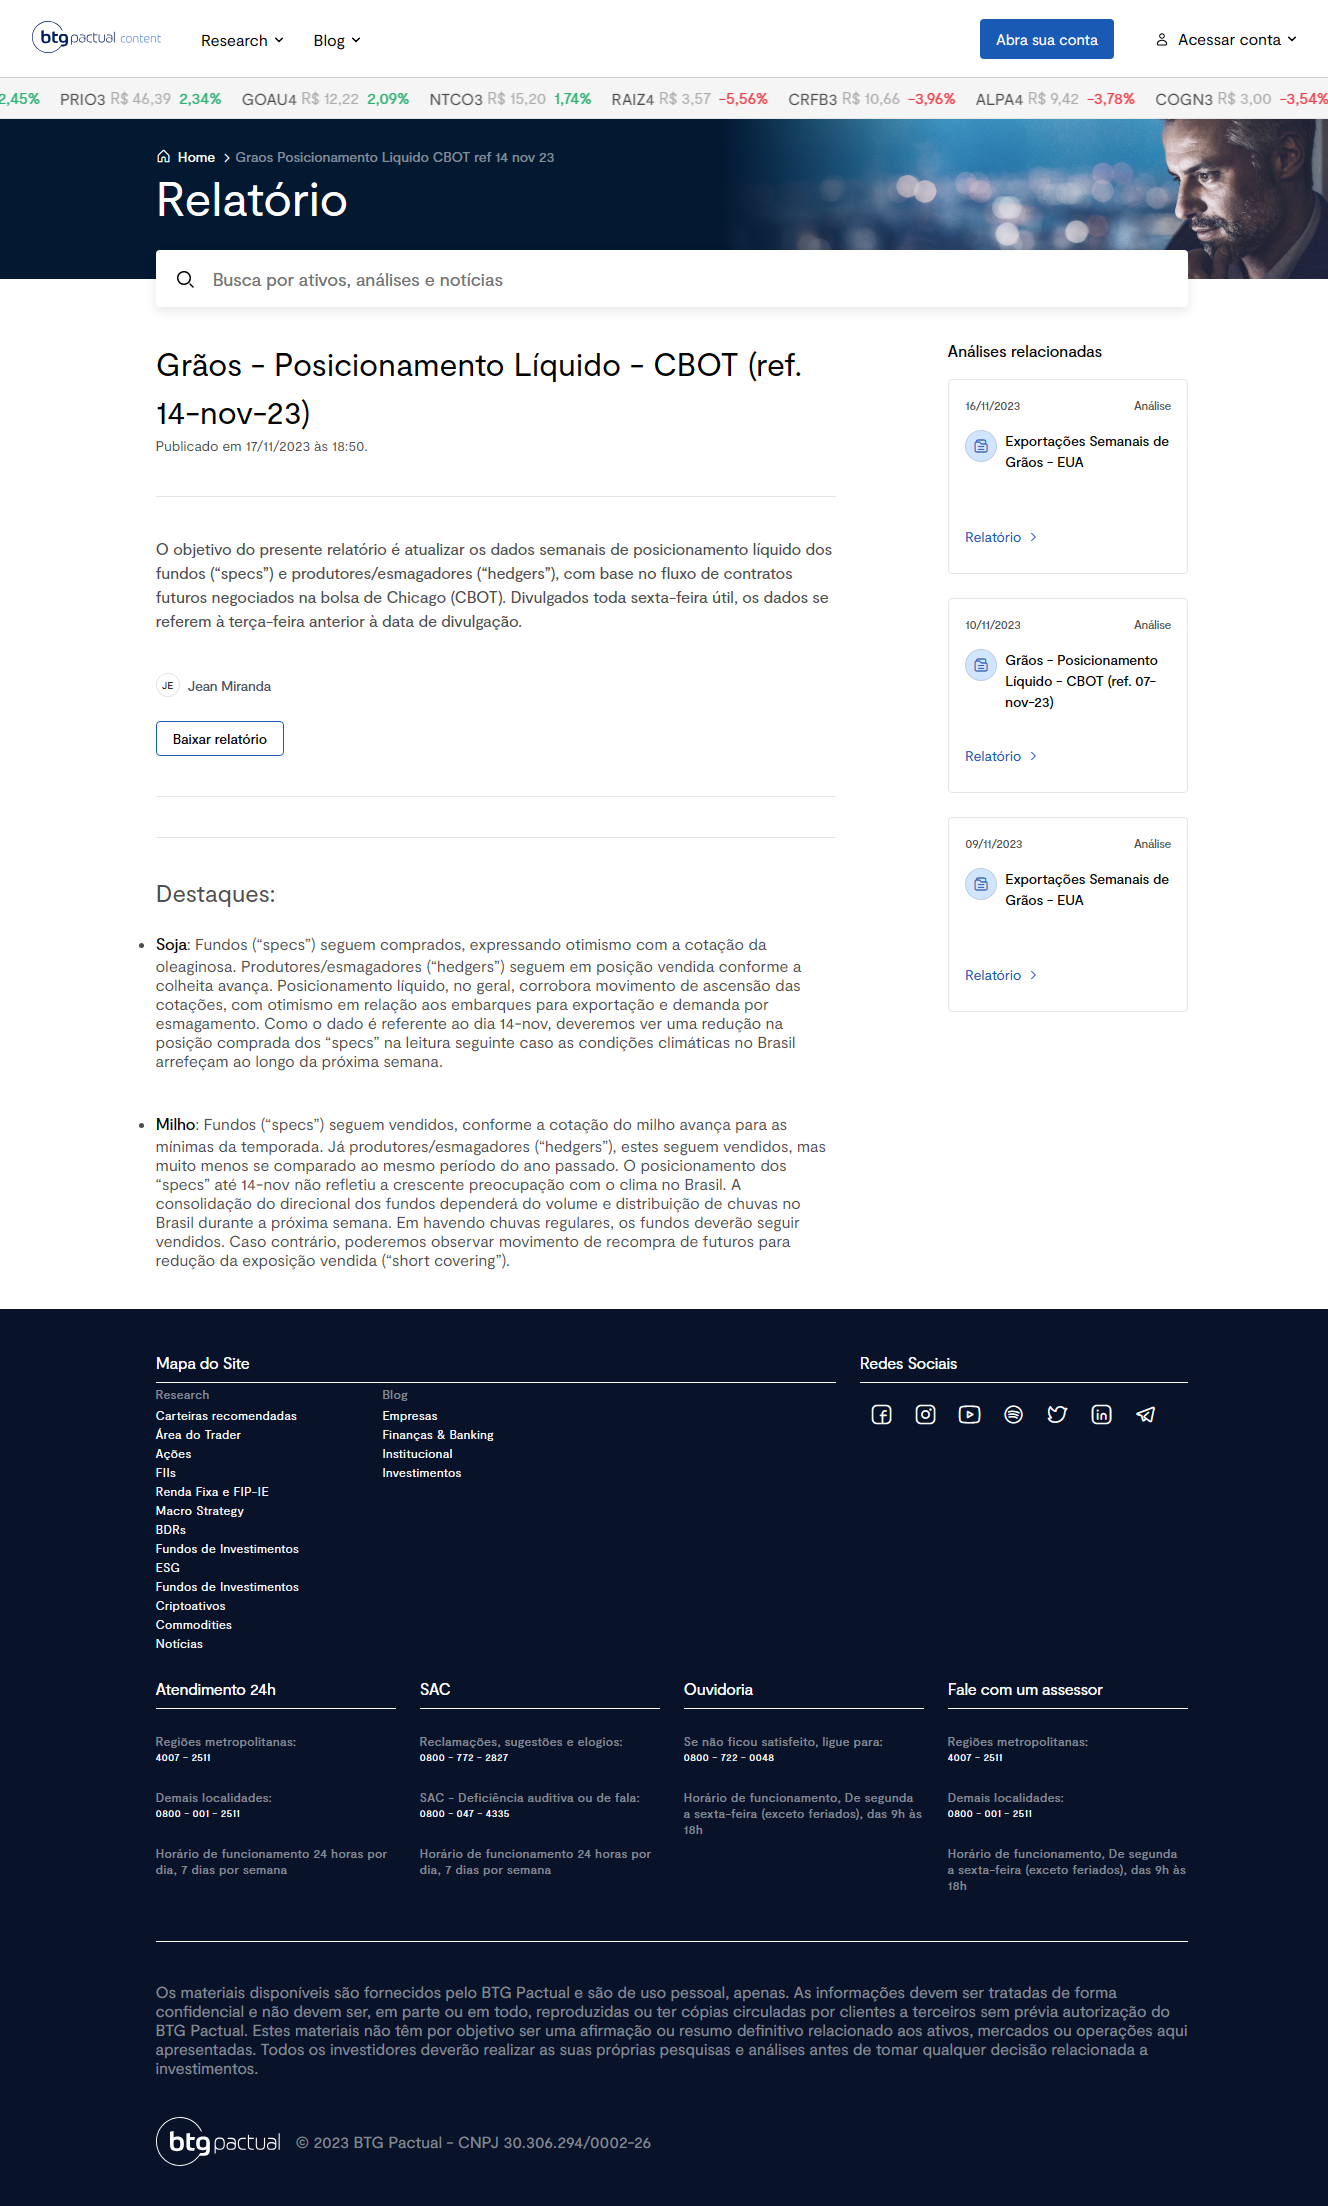 btg pactual content
Research
Blog
Abra sua conta
Acessar conta
2,45% PRIO3 R$ 46,39 2,34% GOAU4 R$ 12,22 2,09% NTCO3 R$ 15,20 1,74% RAIZ4 R$ 3,57 -5,56% CRFB3 R$ 10,66 -3,96% ALPA4 R$ 9,42 -3,78% COGN3 R$ 3,00 -3,54%
Home > Graos Posicionamento Liquido CBOT ref 14 nov 23
Relatório
Busca por ativos, análises e notícias
Grãos - Posicionamento Líquido - CBOT (ref.
14-nov-23)
Publicado em 17/11/2023 às 18:50.
O objetivo do presente relatório é atualizar os dados semanais de posicionamento líquido dos
fundos (“specs”) e produtores/esmagadores (“hedgers”), com base no fluxo de contratos
futuros negociados na bolsa de Chicago (CBOT). Divulgados toda sexta-feira útil, os dados se
referem à terça-feira anterior à data de divulgação.
JE Jean Miranda
Baixar relatório
Destaques:
• Soja: Fundos (“specs”) seguem comprados, expressando otimismo com a cotação da
oleaginosa. Produtores/esmagadores (“hedgers”) seguem em posição vendida conforme a
colheita avança. Posicionamento líquido, no geral, corrobora movimento de ascensão das
cotações, com otimismo em relação aos embarques para exportação e demanda por
esmagamento. Como o dado é referente ao dia 14-nov, deveremos ver uma redução na
posição comprada dos “specs” na leitura seguinte caso as condições climáticas no Brasil
arrefeçam ao longo da próxima semana.
• Milho: Fundos (“specs”) seguem vendidos, conforme a cotação do milho avança para as
mínimas da temporada. Já produtores/esmagadores (“hedgers”), estes seguem vendidos, mas
muito menos se comparado ao mesmo período do ano passado. O posicionamento dos
“specs” até 14-nov não refletiu a crescente preocupação com o clima no Brasil. A
consolidação do direcional dos fundos dependerá do volume e distribuição de chuvas no
Brasil durante a próxima semana. Em havendo chuvas regulares, os fundos deverão seguir
vendidos. Caso contrário, poderemos observar movimento de recompra de futuros para
redução da exposição vendida (“short covering”).
Análises relacionadas
16/11/2023 Análise
Exportações Semanais de
Grãos - EUA
Relatório >
10/11/2023 Análise
Grãos - Posicionamento
Líquido - CBOT (ref. 07-
nov-23)
Relatório >
09/11/2023 Análise
Exportações Semanais de
Grãos - EUA
Relatório >
Mapa do Site
Research
Carteiras recomendadas
Área do Trader
Ações
FIIs
Renda Fixa e FIP-IE
Macro Strategy
BDRs
Fundos de Investimentos
ESG
Fundos de Investimentos
Criptoativos
Commodities
Notícias
Blog
Empresas
Finanças & Banking
Institucional
Investimentos
Redes Sociais
Atendimento 24h
Regiões metropolitanas:
4007 - 2511
Demais localidades:
0800 - 001 - 2511
Horário de funcionamento 24 horas por
dia, 7 dias por semana
SAC
Reclamações, sugestões e elogios:
0800 - 772 - 2827
SAC - Deficiência auditiva ou de fala:
0800 - 047 - 4335
Horário de funcionamento 24 horas por
dia, 7 dias por semana
Ouvidoria
Se não ficou satisfeito, ligue para:
0800 - 722 - 0048
Horário de funcionamento, De segunda
a sexta-feira (exceto feriados), das 9h às
18h
Fale com um assessor
Regiões metropolitanas:
4007 - 2511
Demais localidades:
0800 - 001 - 2511
Horário de funcionamento, De segunda
a sexta-feira (exceto feriados), das 9h às
18h
Os materiais disponíveis são fornecidos pelo BTG Pactual e são de uso pessoal, apenas. As informações devem ser tratadas de forma
confidencial e não devem ser, em parte ou em todo, reproduzidas ou ter cópias circuladas por clientes a terceiros sem prévia autorização do
BTG Pactual. Estes materiais não têm por objetivo ser uma afirmação ou resumo definitivo relacionado aos ativos, mercados ou operações aqui
apresentadas. Todos os investidores deverão realizar as suas próprias pesquisas e análises antes de tomar qualquer decisão relacionada a
investimentos.
btg pactual © 2023 BTG Pactual - CNPJ 30.306.294/0002-26